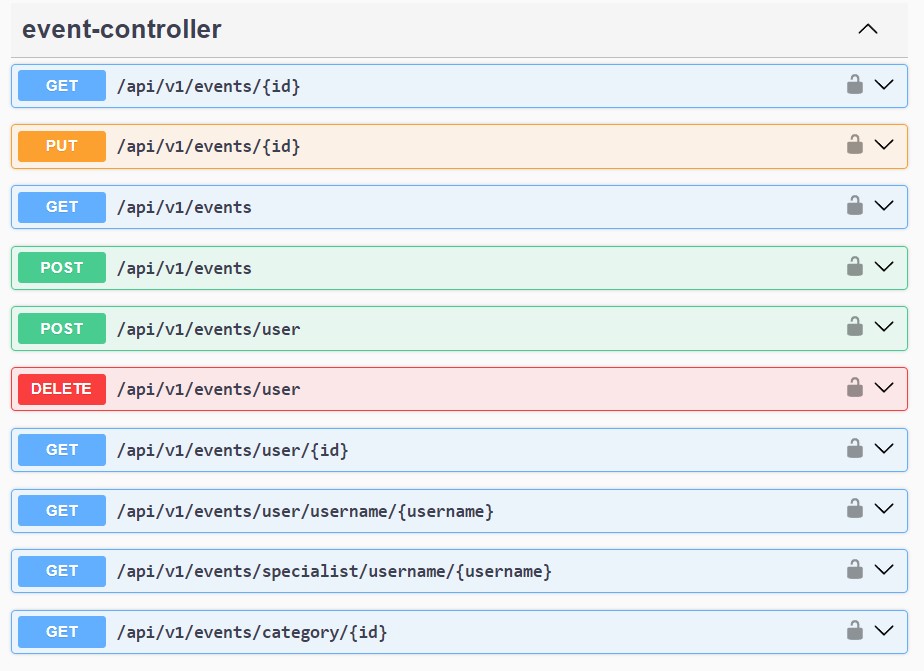 event-controller
GET /api/v1/events/{id}
PUT /api/v1/events/{id}
GET /api/v1/events
POST /api/v1/events
POST /api/v1/events/user
DELETE /api/v1/events/user
GET /api/v1/events/user/{id}
GET /api/v1/events/user/username/{username}
GET /api/v1/events/specialist/username/{username}
GET /api/v1/events/category/{id}